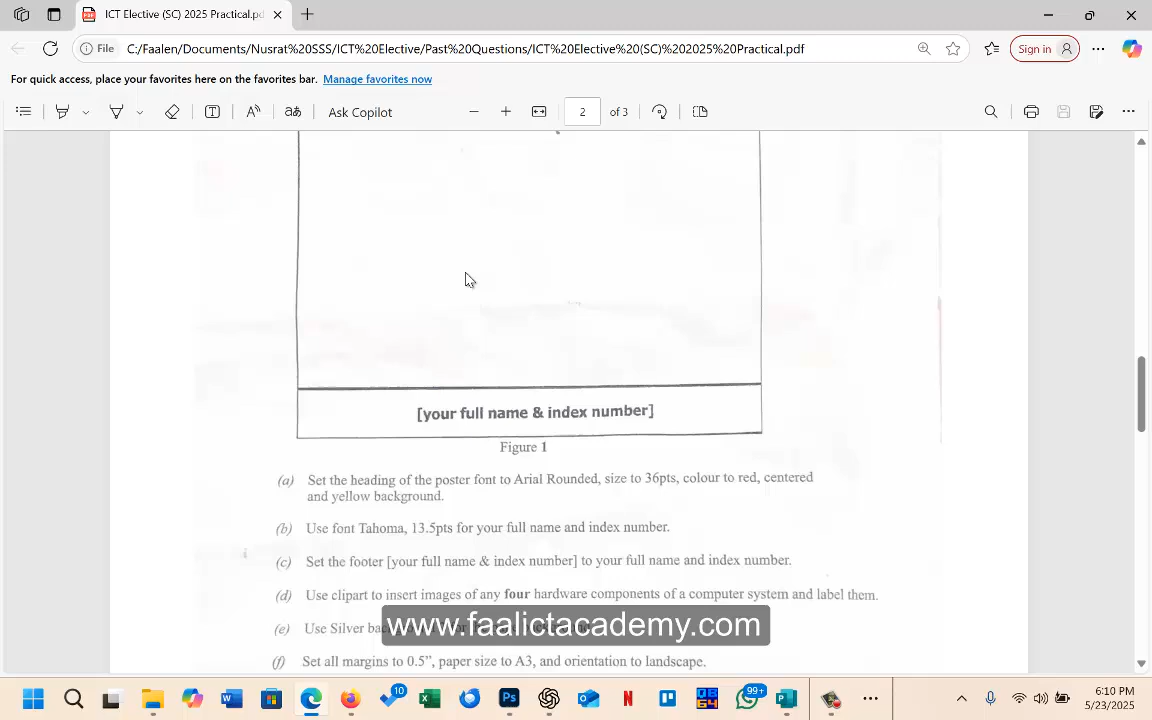 ICT Elective (SC) 2025 Practical.pd
File
C:/Faalen/Documents/Nusrat%20SSS/ICT%20Elective/Past%20Questions/ICT%20Elective%20(SC)%202025%20Practical.pdf
Sign in
For quick access, place your favorites here on the favorites bar. Manage favorites now
Ask Copilot
2 of 3
[your full name & index number]
Figure 1
(a) Set the heading of the poster font to Arial Rounded, size to 36pts, colour to red, centered
and yellow background.
(b) Use font Tahoma, 13.5pts for your full name and index number.
(c) Set the footer [your full name & index number] to your full name and index number.
(d) Use clipart to insert images of any four hardware components of a computer system and label them.
www.faalictacademy.com
(e) Use Silver
(f) Set all margins to 0.5”, paper size to A3, and orientation to landscape.
10
99+
6:10 PM
5/23/2025